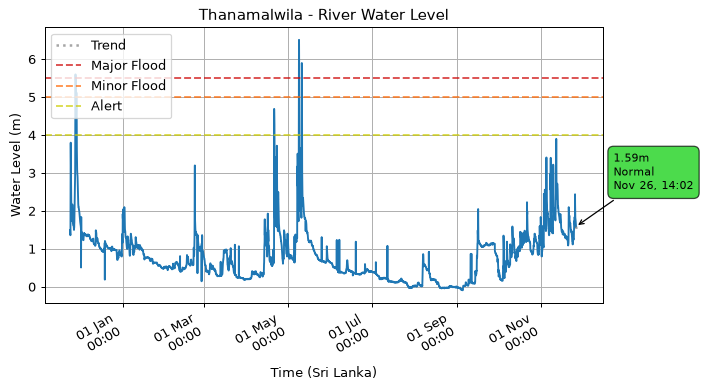 Thanamalwila - River Water Level
Trend
Major Flood
Minor Flood
Alert
Water Level (m)
6
5
4
3
2
1
0
1.59m
Normal
Nov 26, 14:02
01 Jan
00:00
01 Mar
00:00
01 May
00:00
01 Jul
00:00
01 Sep
00:00
01 Nov
00:00
Time (Sri Lanka)